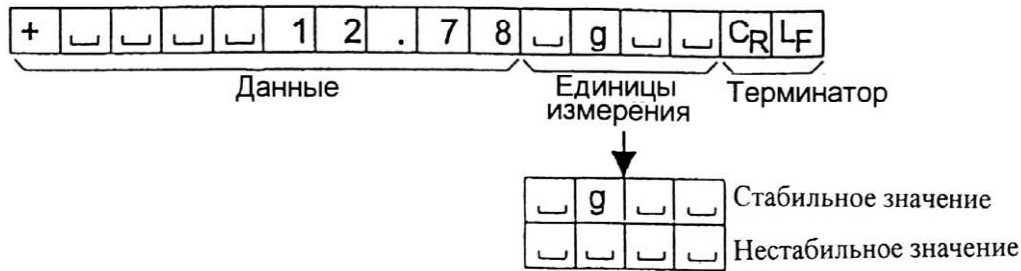 + ␣ ␣ ␣ ␣ 1 2 . 7 8 ␣ g ␣ ␣ CR LF
Данные
Единицы измерения
Терминатор
␣ g ␣ ␣ Стабильное значение
␣ ␣ ␣ ␣ Нестабильное значение